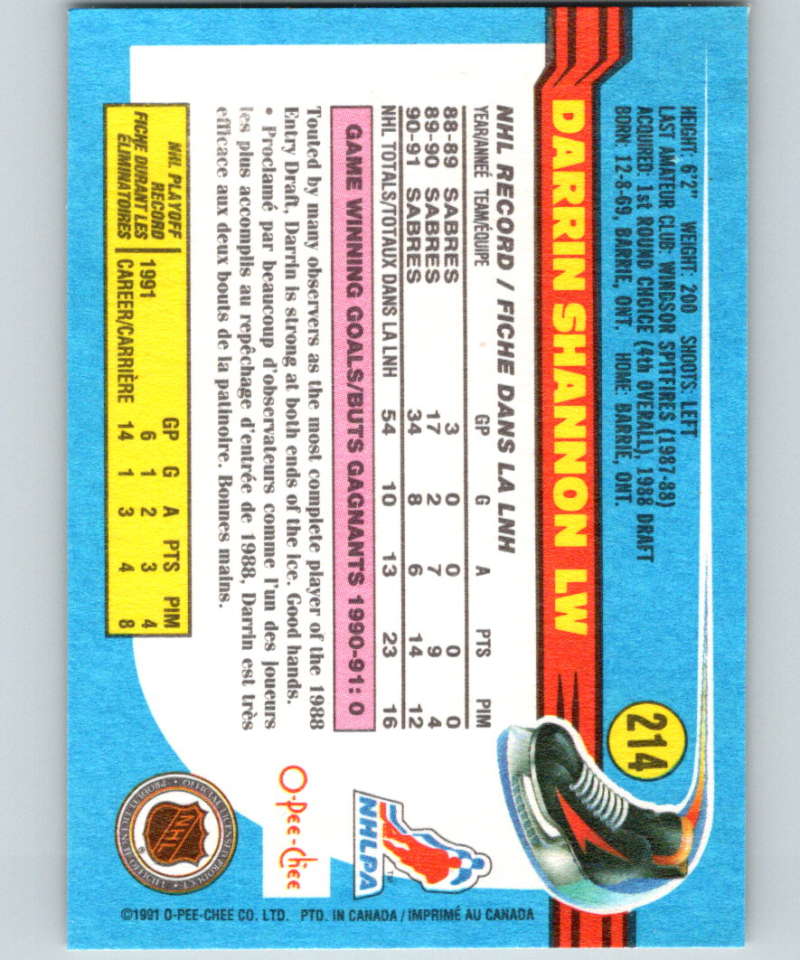 HEIGHT: 6'2" WEIGHT: 200 SHOOTS: LEFT
LAST AMATEUR CLUB: WINDSOR SPITFIRES (1987-88)
ACQUIRED: 1st ROUND CHOICE (4th OVERALL), 1988 DRAFT
BORN: 12-8-69, BARRIE, ONT. HOME: BARRIE, ONT.
214
DARRIN SHANNON LW
NHL RECORD / FICHE DANS LA LNH
YEAR/ANNEÉ TEAM/ÉQUIPE GP G A PTS PIM
88-89 SABRES 3 0 0 0 0
89-90 SABRES 17 2 7 9 4
90-91 SABRES 34 8 6 14 12
NHL TOTALS/TOTAUX DANS LA LNH 54 10 13 23 16
GAME WINNING GOALS/BUTS GAGNANTS 1990-91: 0
Touted by many observers as the most complete player of the 1988
Entry Draft, Darrin is strong at both ends of the ice. Good hands.
• Proclamé par beaucoup d'observateurs comme l'un des joueurs
les plus accomplis au repêchage d'entrée de 1988, Darrin est très
efficace aux deux bouts de la patinoire. Bonnes mains.
NHL PLAYOFF
RECORD
FICHE DURANT LES
ÉLIMINATOIRES
GP G A PTS PIM
1991 6 1 2 3 4
CAREER/CARRIÈRE 14 1 3 4 8
NHLPA
TM
O-Pee-Chee
NHL
OFFICIAL LICENSED PRODUCT
©1991 O-PEE-CHEE CO. LTD. PTD. IN CANADA / IMPRIMÉ AU CANADA